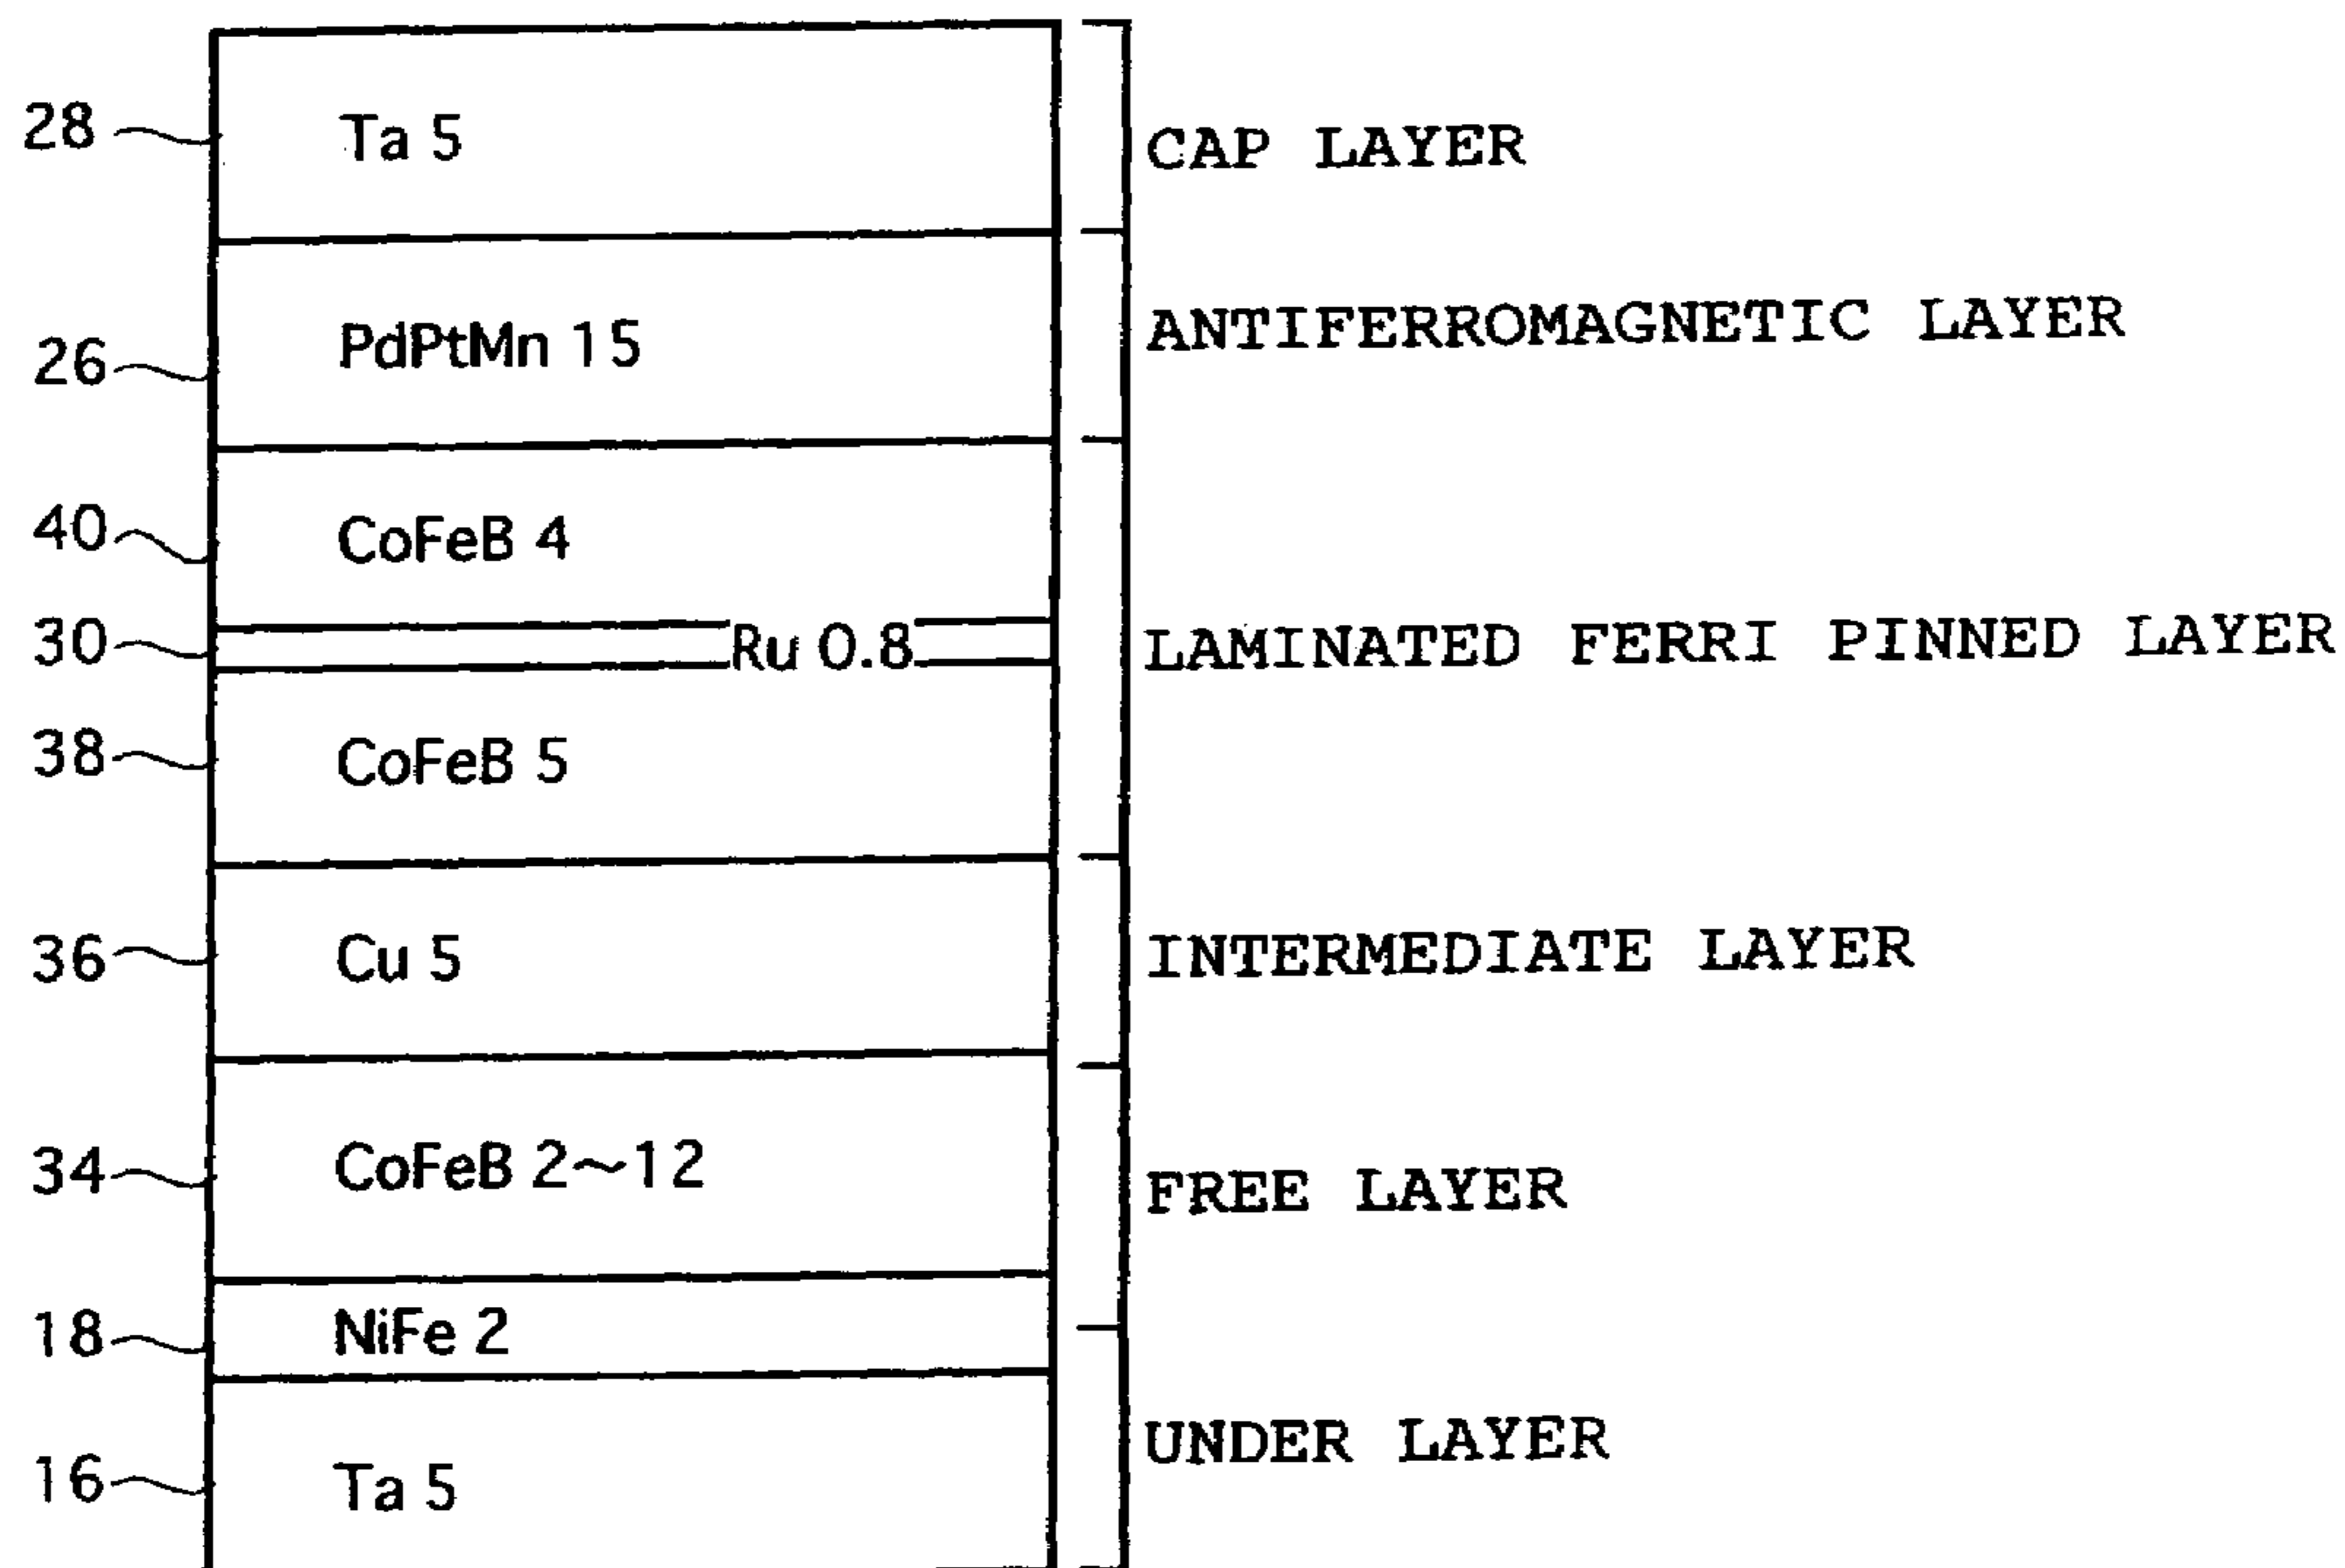 28 Ta 5 CAP LAYER
26 PdPtMn 15 ANTIFERROMAGNETIC LAYER
40 CoFeB 4
30 Ru 0.8 LAMINATED FERRI PINNED LAYER
38 CoFeB 5
36 Cu 5 INTERMEDIATE LAYER
34 CoFeB 2~12 FREE LAYER
18 NiFe 2
UNDER LAYER
16 Ta 5